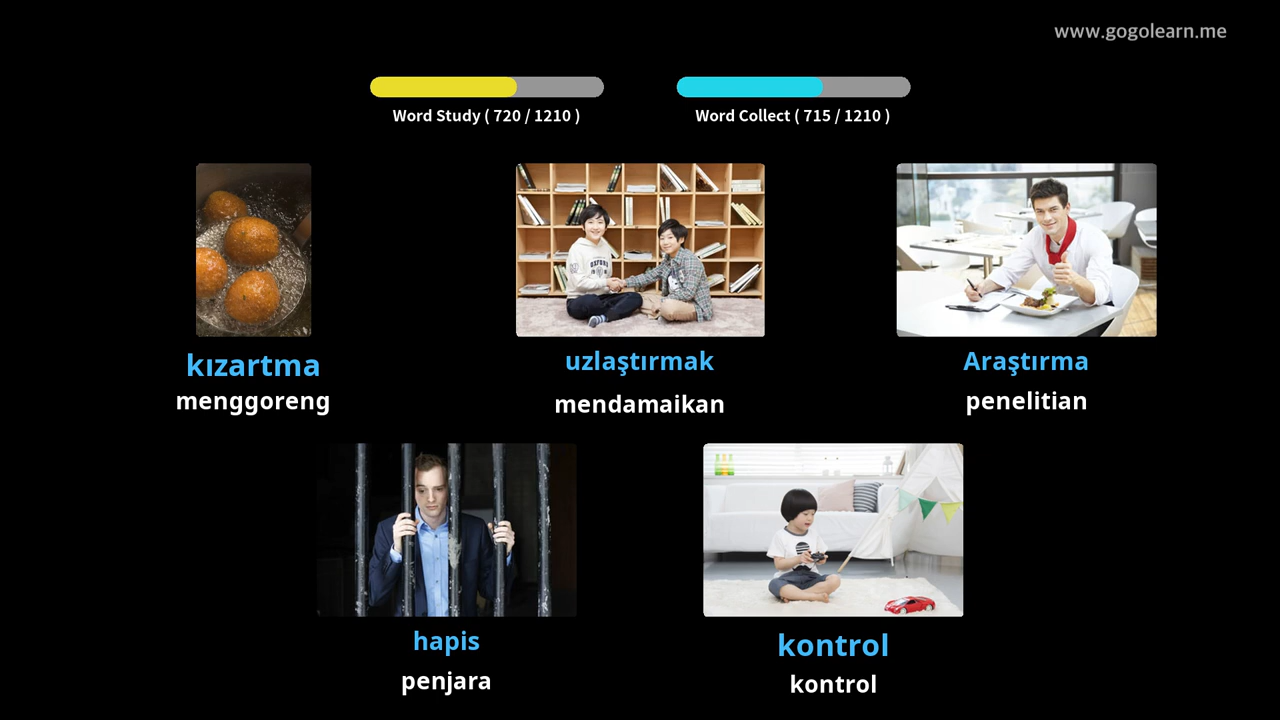 www.gogolearn.me
Word Study ( 720 / 1210 )
Word Collect ( 715 / 1210 )
kızartma
menggoreng
uzlaştırmak
mendamaikan
Araştırma
penelitian
hapis
penjara
kontrol
kontrol